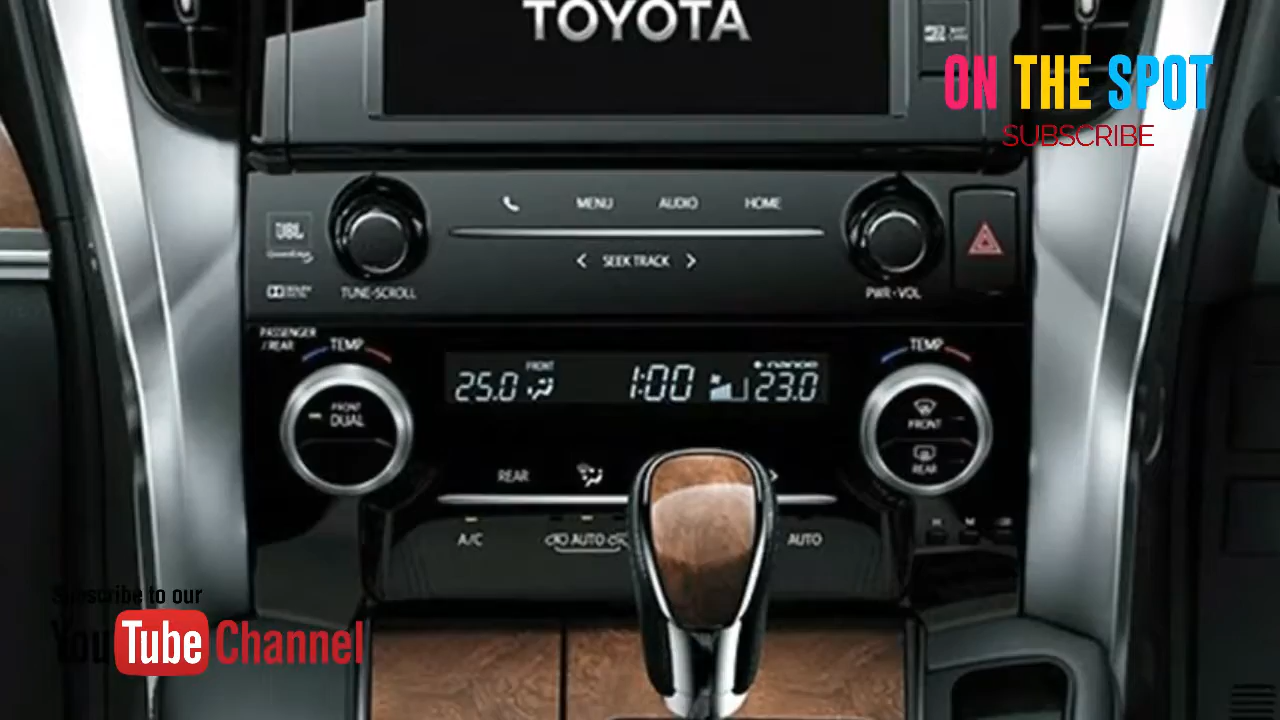 TOYOTA
ON THE SPOT
SUBSCRIBE
MENU AUDIO HOME
JBL
< SEEK TRACK >
TUNE•SCROLL
PWR•VOL
PASSENGER
/REAR
TEMP
TEMP
FRONT
25.0 1:00 23.0
FRONT
DUAL
FRONT
REAR
REAR
A/C
AUTO
AUTO
Subscribe to our
YouTube Channel